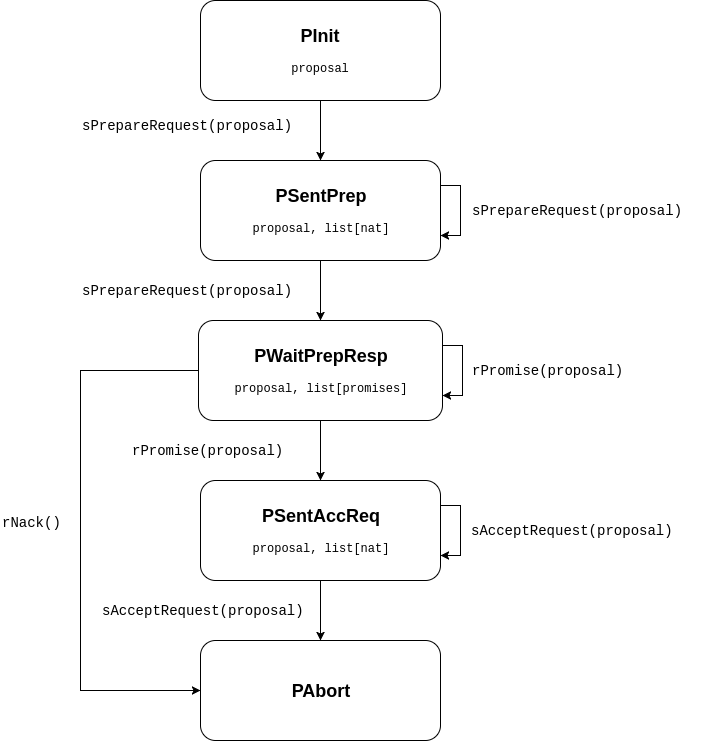 PInit
proposal
sPrepareRequest(proposal)
PSentPrep
proposal, list[nat]
sPrepareRequest(proposal)
sPrepareRequest(proposal)
PWaitPrepResp
proposal, list[promises]
rPromise(proposal)
rPromise(proposal)
PSentAccReq
proposal, list[nat]
rNack()
sAcceptRequest(proposal)
sAcceptRequest(proposal)
PAbort